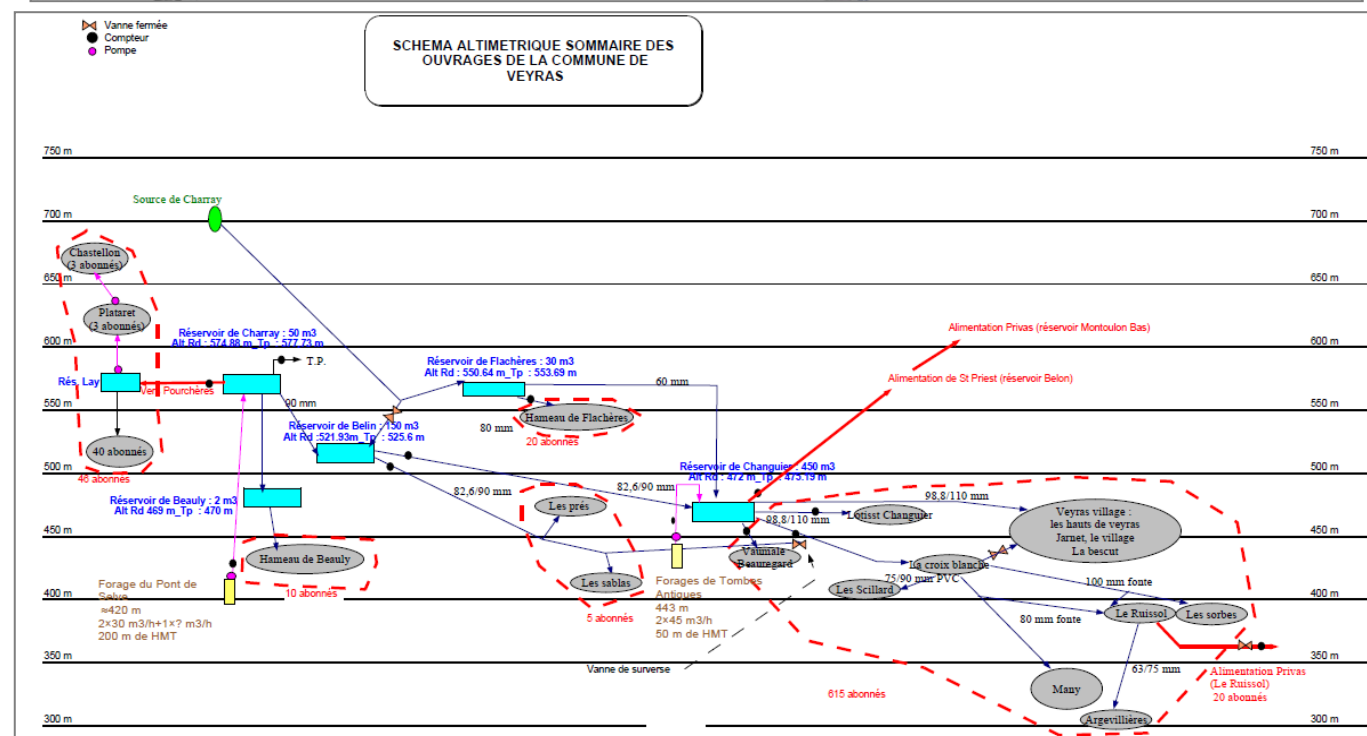 Vanne fermée
Compteur
Pompe
SCHEMA ALTIMETRIQUE SOMMAIRE DES
OUVRAGES DE LA COMMUNE DE
VEYRAS
750 m
750 m
Source de Charray
700 m
700 m
Chastellon
(3 abonnés)
650 m
650 m
Plataret
(3 abonnés)
Réservoir de Charray : 50 m3
Alt Rd : 574.88 m_Tp : 577.73 m
Alimentation Privas (réservoir Montoulon Bas)
600 m
600 m
T.P.
Réservoir de Flachères : 30 m3
Alt Rd : 550.64 m_Tp : 553.69 m
Rés. Lay
Vers Pourchères
60 mm
Alimentation de St Priest (réservoir Belon)
550 m
550 m
90 mm
Hameau de Flachères
80 mm
Réservoir de Belin : 150 m3
Alt Rd :521.93m_Tp : 525.6 m
20 abonnés
40 abonnés
500 m
500 m
46 abonnés
Réservoir de Changuier : 450 m3
Alt Rd : 472 m_Tp : 475.19 m
82,6/90 mm
82,6/90 mm
98,8/110 mm
Réservoir de Beauly : 2 m3
Alt Rd 469 m_Tp : 470 m
Les prés
98,8/110 mm
Lotisst Changuier
Veyras village :
les hauts de veyras
Jarnet, le village
La bescut
450 m
450 m
Hameau de Beauly
Vaumale
Beauregard
La croix blanche
75/90 mm PVC
Les sablas
Les Scillard
100 mm fonte
Forage du Pont de
Selve
≈420 m
2×30 m3/h+1×? m3/h
200 m de HMT
10 abonnés
Forages de Tombes
Antiques
443 m
2×45 m3/h
50 m de HMT
400 m
400 m
5 abonnés
80 mm fonte
Le Ruissol
Les sorbes
Vanne de surverse
350 m
350 m
63/75 mm
Alimentation Privas
(Le Ruissol)
20 abonnés
615 abonnés
Many
Argevillières
300 m
300 m